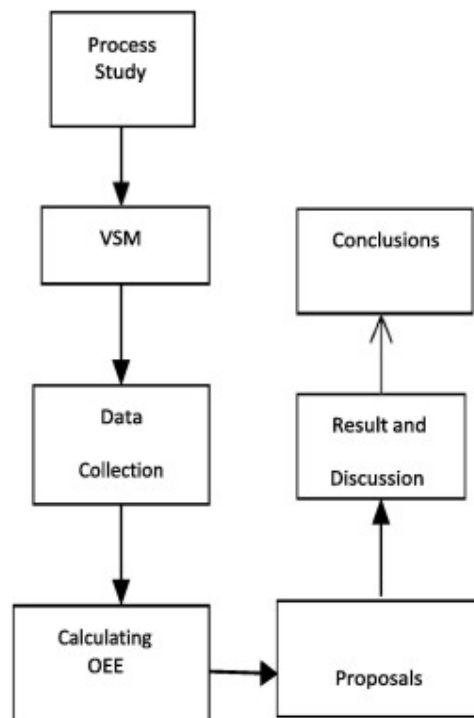 Process
Study
VSM
Data
Collection
Calculating
OEE
Proposals
Result and
Discussion
Conclusions